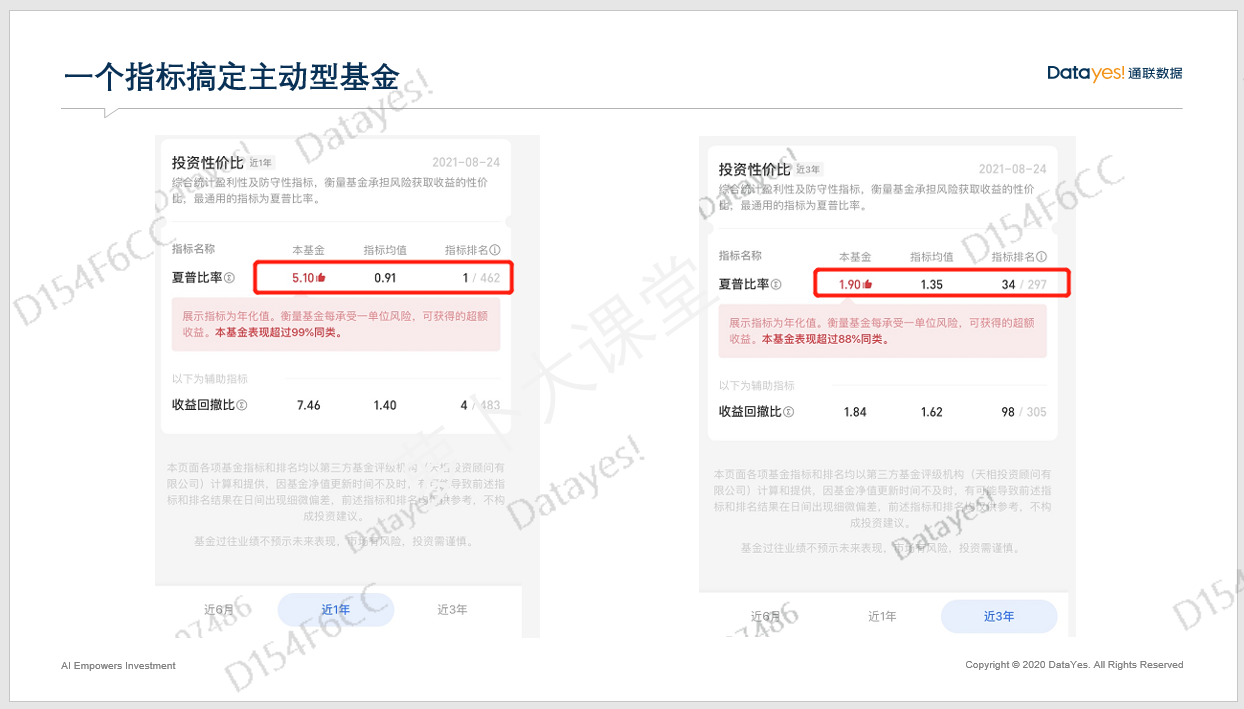 一个指标搞定主动型基金
Datayes! 通联数据
投资性价比 近1年
2021-08-24
综合统计盈利性及防守性指标，衡量基金承担风险获取收益的性价
比，最通用的指标为夏普比率。
指标名称 本基金 指标均值 指标排名
夏普比率 5.10 0.91 1 / 462
展示指标为年化值。衡量基金每承受一单位风险，可获得的超额
收益。本基金表现超过99%同类。
以下为辅助指标
收益回撤比 7.46 1.40 4 / 483
本页面各项基金指标和排名均以第三方基金评级机构（天相投资顾问有
限公司）计算和提供，因基金净值更新时间不及时，有可能导致前述指
标和排名结果在日间出现细微偏差，前述指标和排名仅供参考，不构
成投资建议。
基金过往业绩不预示未来表现，市场有风险，投资需谨慎。
近6月 近1年 近3年
投资性价比 近3年
2021-08-24
综合统计盈利性及防守性指标，衡量基金承担风险获取收益的性价
比，最通用的指标为夏普比率。
指标名称 本基金 指标均值 指标排名
夏普比率 1.90 1.35 34 / 297
展示指标为年化值。衡量基金每承受一单位风险，可获得的超额
收益。本基金表现超过88%同类。
以下为辅助指标
收益回撤比 1.84 1.62 98 / 305
本页面各项基金指标和排名均以第三方基金评级机构（天相投资顾问有
限公司）计算和提供，因基金净值更新时间不及时，有可能导致前述指
标和排名结果在日间出现细微偏差，前述指标和排名仅供参考，不构
成投资建议。
基金过往业绩不预示未来表现，市场有风险，投资需谨慎。
近6月 近1年 近3年
AI Empowers Investment
Copyright © 2020 DataYes. All Rights Reserved
Datayes!
Datayes!
Datayes!
D154F6CC
D154F6CC
萝卜大课堂
Datayes!
Datayes!
Datayes!
D154F6CC